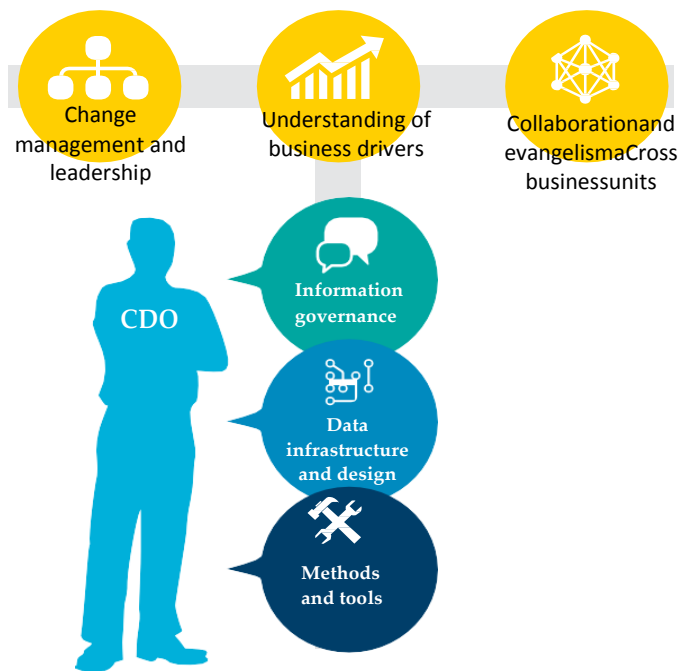 Change
management and
leadership
Understanding of
business drivers
Collaborationand
evangelismaCross
businessunits
CDO
Information
governance
Data
infrastructure
and design
Methods
and tools